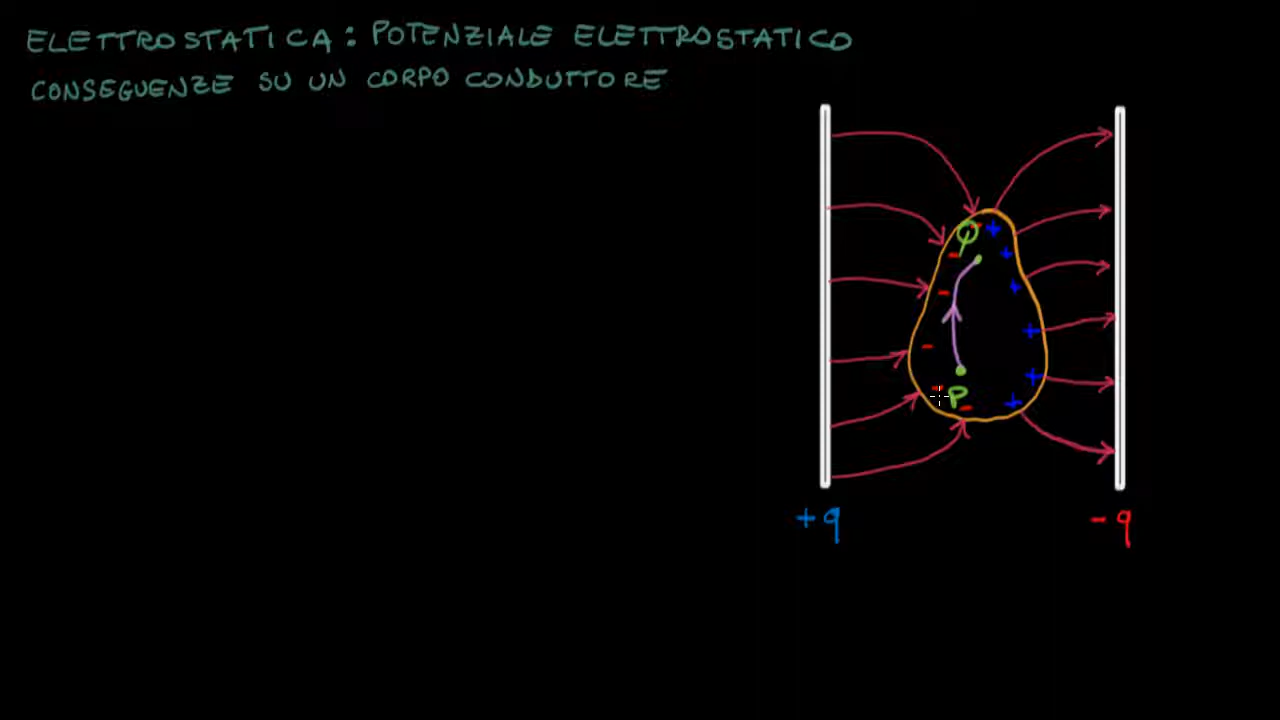 ELETTROSTATICA: POTENZIALE ELETTROSTATICO
CONSEGUENZE SU UN CORPO CONDUTTORE
Q
P
+q
-q